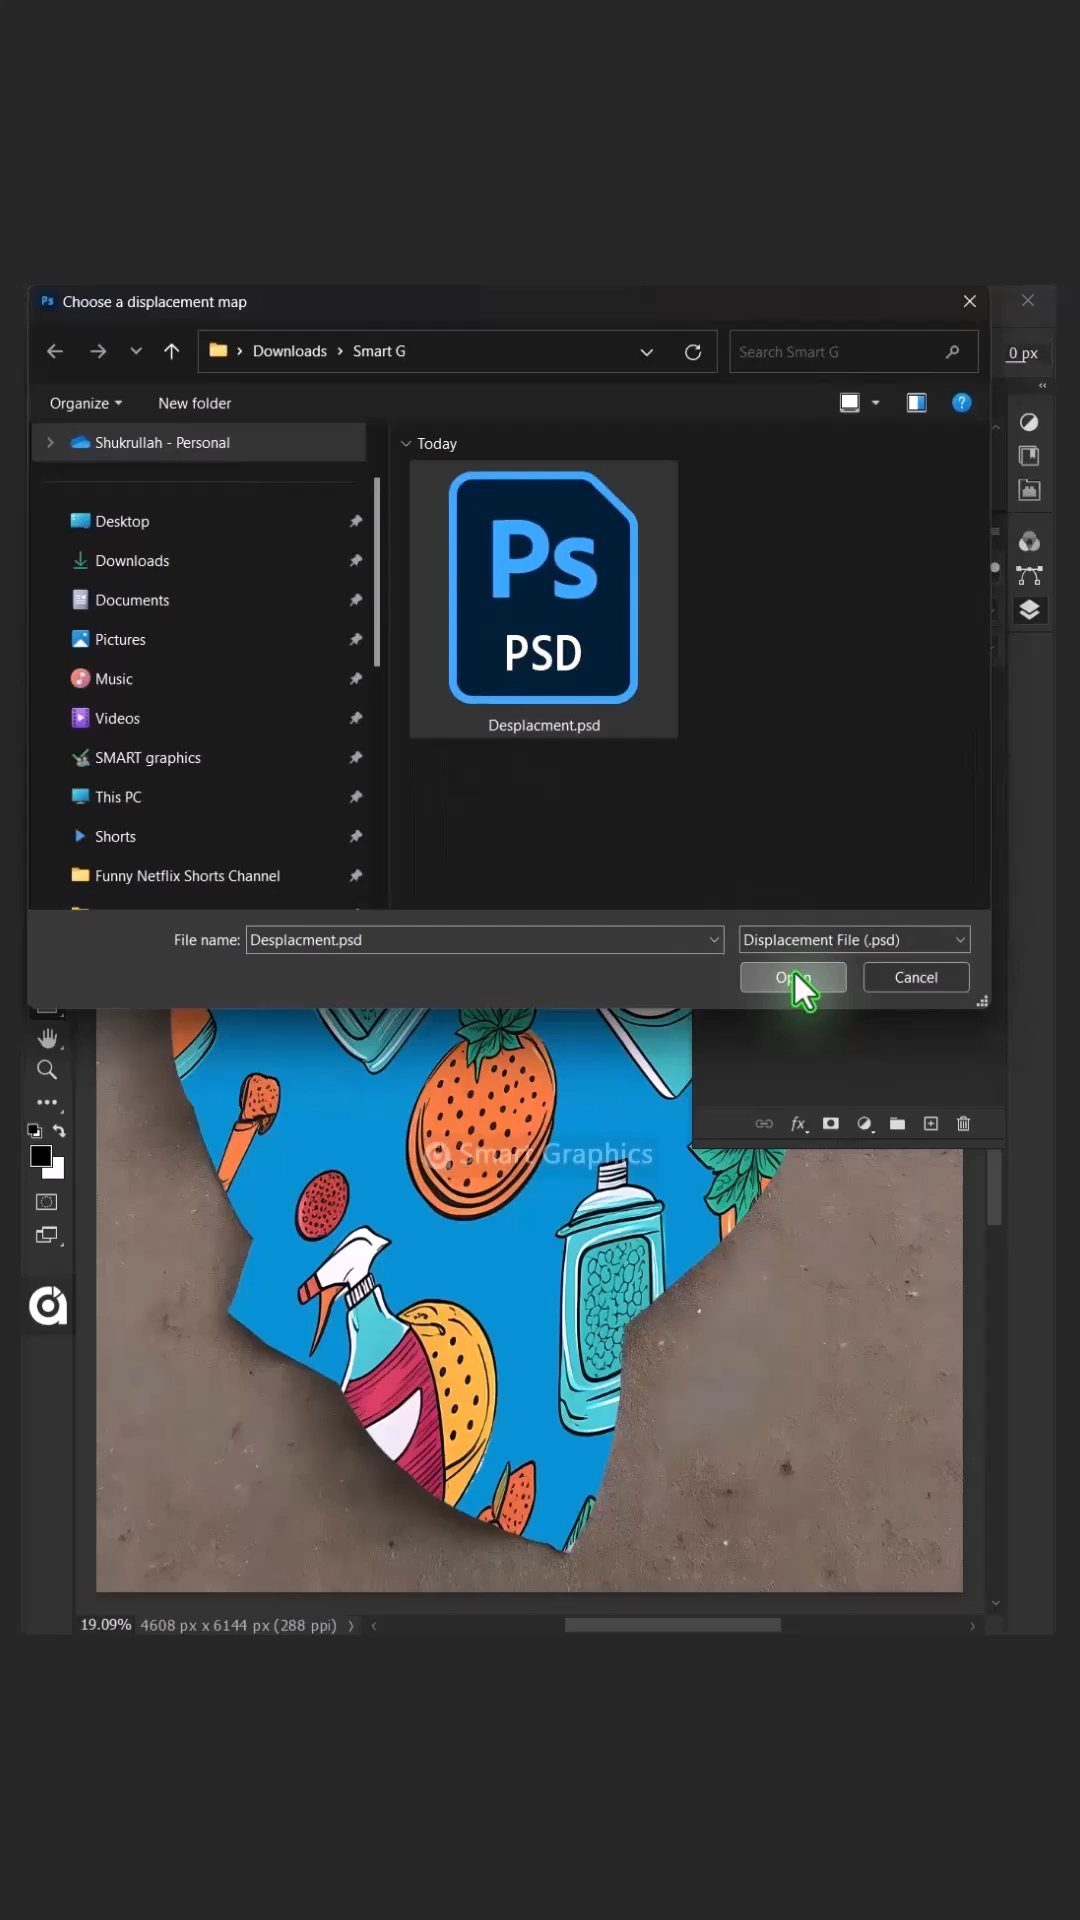 Ps Choose a displacement map
Downloads Smart G
Search Smart G
0 px
Organize New folder
?
Shukrullah - Personal
Today
Desktop
Downloads
Documents
Pictures
Music
Videos
SMART graphics
This PC
Shorts
Funny Netflix Shorts Channel
Ps
PSD
Desplacment.psd
File name: Desplacment.psd
Displacement File (.psd)
Open Cancel
fx
Smart Graphics
19.09% 4608 px x 6144 px (288 ppi)